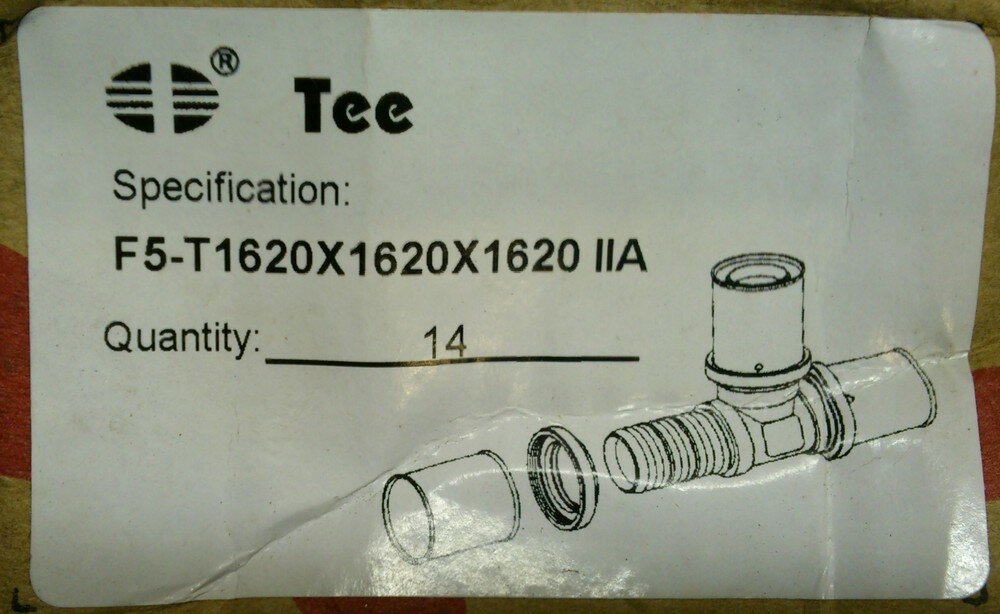 ® Tee
Specification:
F5-T1620X1620X1620 IIA
Quantity: 14